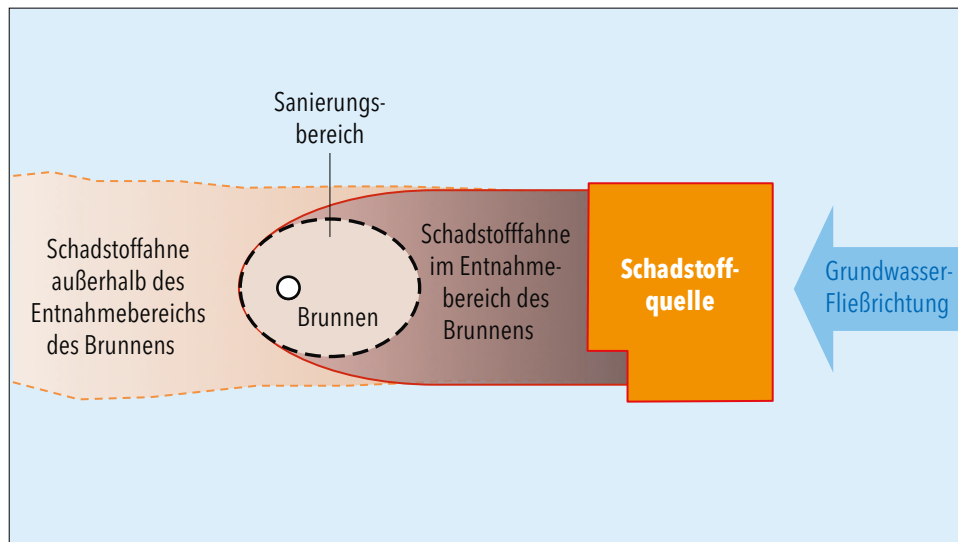 Sanierungs-
bereich
Schadstoffahne
außerhalb des
Entnahmebereichs
des Brunnens
Brunnen
Schadstofffahne
im Entnahme-
bereich des
Brunnens
Schadstoff-
quelle
Grundwasser-
Fließrichtung